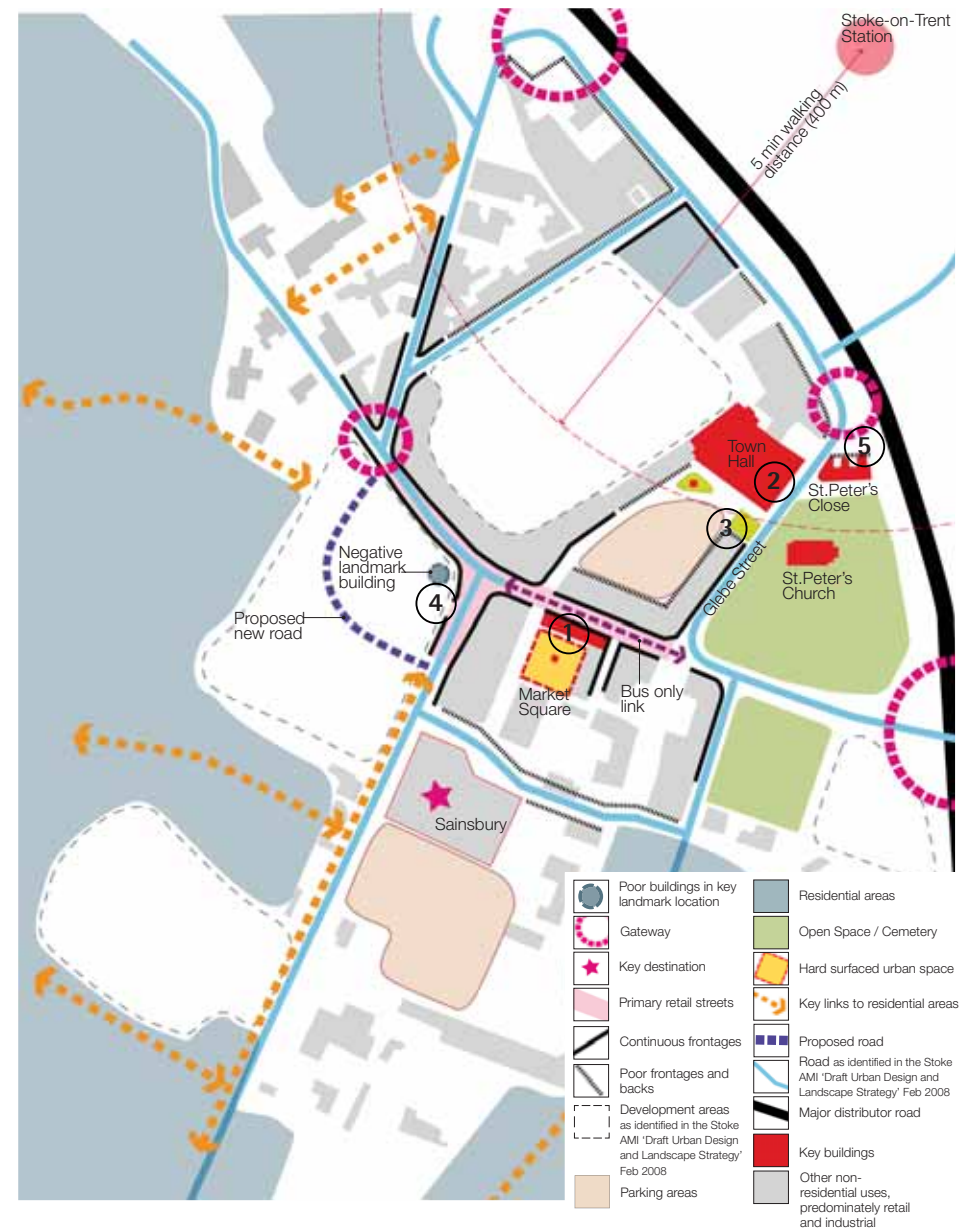 Stoke-on-Trent
Station
5 min walking
distance (400 m)
Town
Hall
2
5
St.Peter's
Close
3
Glebe Street
St.Peter's
Church
Negative
landmark
building
4
Proposed
new road
1
Market
Square
Bus only
link
Sainsbury
Poor buildings in key
landmark location
Gateway
Key destination
Primary retail streets
Continuous frontages
Poor frontages and
backs
Development areas
as identified in the Stoke
AMI 'Draft Urban Design
and Landscape Strategy'
Feb 2008
Parking areas
Residential areas
Open Space / Cemetery
Hard surfaced urban space
Key links to residential areas
Proposed road
Road as identified in the Stoke
AMI 'Draft Urban Design and
Landscape Strategy' Feb 2008
Major distributor road
Key buildings
Other non-
residential uses,
predominately retail
and industrial